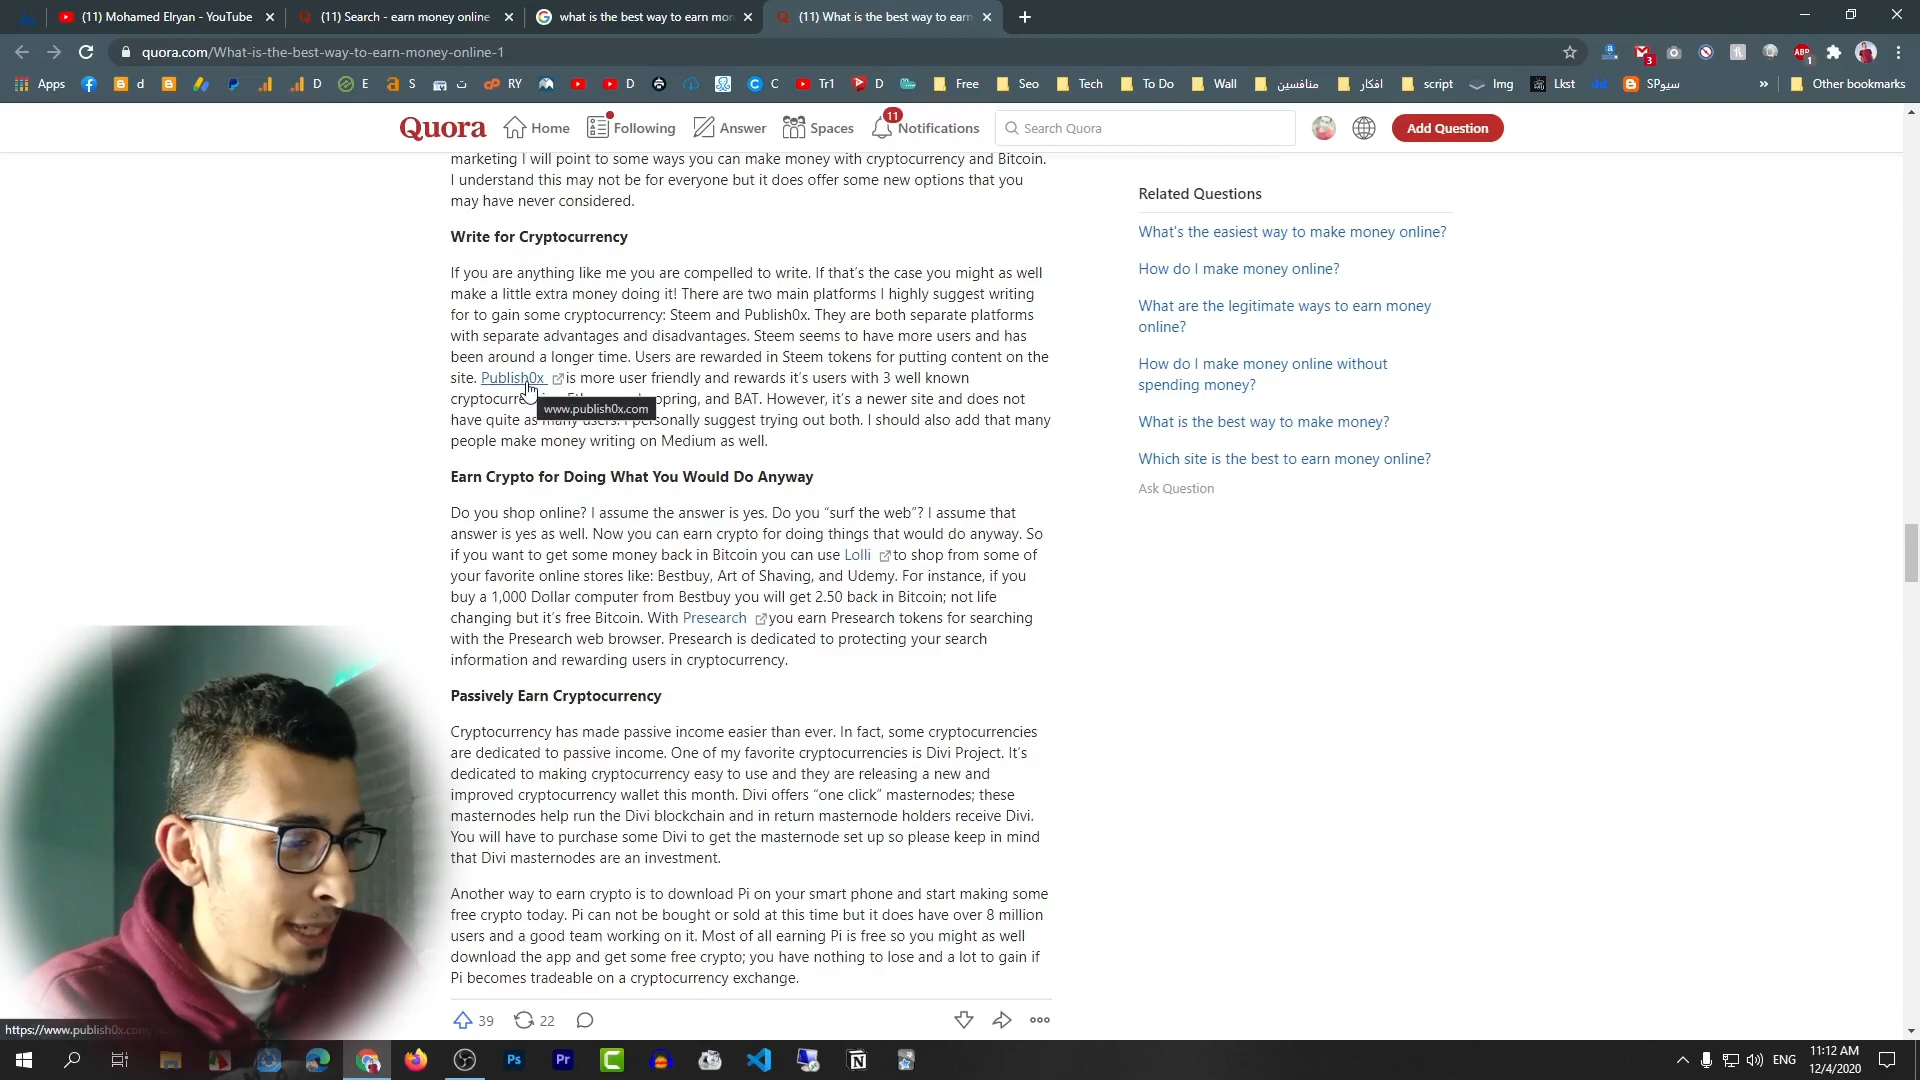 (11) Mohamed Elryan - YouTube
(11) Search - earn money online
what is the best way to earn mon
(11) What is the best way to earn
quora.com/What-is-the-best-way-to-earn-money-online-1
Apps d D E S ت RY D C Tr1 D Free Seo Tech To Do Wall منافسين افكار script Img Lkst dd SPسيو » Other bookmarks
Quora Home Following Answer Spaces 11 Notifications Search Quora Add Question
marketing I will point to some ways you can make money with cryptocurrency and Bitcoin.
I understand this may not be for everyone but it does offer some new options that you
may have never considered.
Write for Cryptocurrency
If you are anything like me you are compelled to write. If that's the case you might as well
make a little extra money doing it! There are two main platforms I highly suggest writing
for to gain some cryptocurrency: Steem and Publish0x. They are both separate platforms
with separate advantages and disadvantages. Steem seems to have more users and has
been around a longer time. Users are rewarded in Steem tokens for putting content on the
site. Publish0x is more user friendly and rewards it's users with 3 well known
and BAT. However, it's a newer site and does not
www.publish0x.com
have quite as many users. I personally suggest trying out both. I should also add that many
people make money writing on Medium as well.
Earn Crypto for Doing What You Would Do Anyway
Do you shop online? I assume the answer is yes. Do you “surf the web”? I assume that
answer is yes as well. Now you can earn crypto for doing things that would do anyway. So
if you want to get some money back in Bitcoin you can use Lolli to shop from some of
your favorite online stores like: Bestbuy, Art of Shaving, and Udemy. For instance, if you
buy a 1,000 Dollar computer from Bestbuy you will get 2.50 back in Bitcoin; not life
changing but it's free Bitcoin. With Presearch you earn Presearch tokens for searching
with the Presearch web browser. Presearch is dedicated to protecting your search
information and rewarding users in cryptocurrency.
Passively Earn Cryptocurrency
Cryptocurrency has made passive income easier than ever. In fact, some cryptocurrencies
are dedicated to passive income. One of my favorite cryptocurrencies is Divi Project. It's
dedicated to making cryptocurrency easy to use and they are releasing a new and
improved cryptocurrency wallet this month. Divi offers “one click” masternodes; these
masternodes help run the Divi blockchain and in return masternode holders receive Divi.
You will have to purchase some Divi to get the masternode set up so please keep in mind
that Divi masternodes are an investment.
Another way to earn crypto is to download Pi on your smart phone and start making some
free crypto today. Pi can not be bought or sold at this time but it does have over 8 million
users and a good team working on it. Most of all earning Pi is free so you might as well
download the app and get some free crypto; you have nothing to lose and a lot to gain if
Pi becomes tradeable on a cryptocurrency exchange.
39 22
Related Questions
What's the easiest way to make money online?
How do I make money online?
What are the legitimate ways to earn money
online?
How do I make money online without
spending money?
What is the best way to make money?
Which site is the best to earn money online?
Ask Question
https://www.publish0x.com
Ps Pr ENG 11:12 AM
12/4/2020